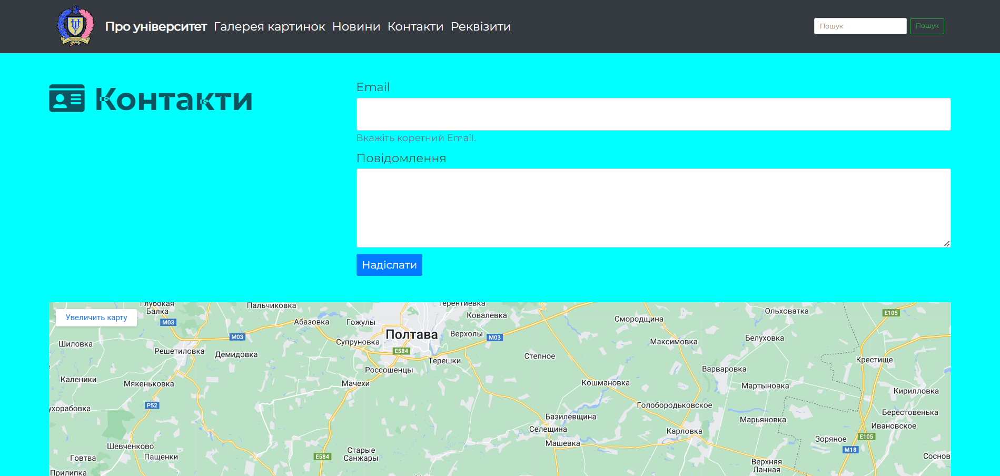 Про університет Галерея картинок Новини Контакти Реквізити
Пошук Пошук
Контакти
Email
Вкажіть коретний Email.
Повідомлення
Надіслати
Увеличить карту
Глубокая
Балка
Пальчиковка
Терентиевка
M03
Абазовка
Гожулы
Ковалевка
Смородщина
Ольховатка
E105
M03
Полтава
Верхолы
M03
Шиловка
Решетиловка
Демидовка
Супруновка
E584
Терешки
Степное
Максимовка
Белуховка
Крестище
Россошенцы
Варваровка
Каленики
Мякеньковка
Мачехи
Кошмановка
Мартыновка
Кирилловка
ухорабовка
P52
Голобородьковское
Базилевщина
Марьяновка
Берестовенька
Ивановское
Селещина
Карловка
Машевка
Зоряное
E105
M18
Шевченково
Говтва
Пащенки
E584
Старые
Санжары
Верхняя
Ланная
Соснов
Прилипка